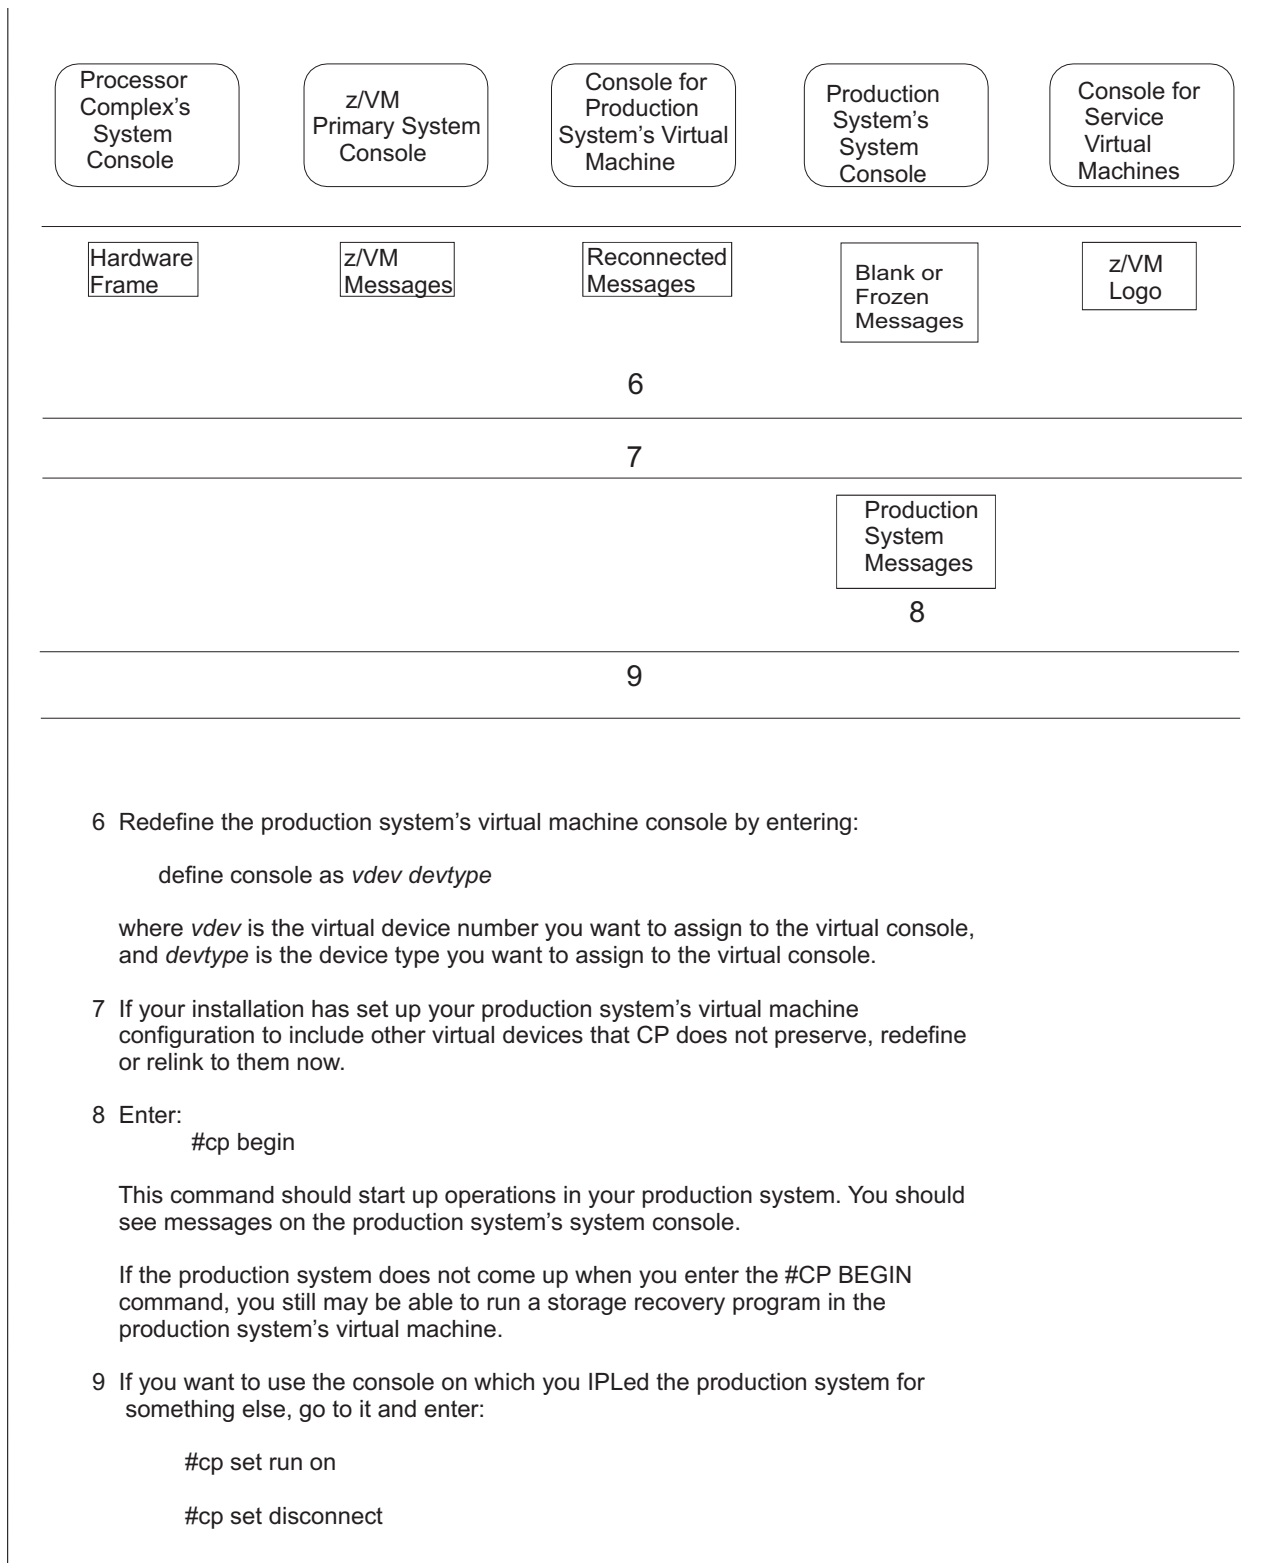 Processor
Complex's
System
Console
z/VM
Primary System
Console
Console for
Production
System's Virtual
Machine
Production
System's
System
Console
Console for
Service
Virtual
Machines
Hardware
Frame
z/VM
Messages
Reconnected
Messages
Blank or
Frozen
Messages
z/VM
Logo
6
7
Production
System
Messages
8
9
6 Redefine the production system's virtual machine console by entering:
define console as vdev devtype
where vdev is the virtual device number you want to assign to the virtual console,
and devtype is the device type you want to assign to the virtual console.
7 If your installation has set up your production system's virtual machine
configuration to include other virtual devices that CP does not preserve, redefine
or relink to them now.
8 Enter:
#cp begin
This command should start up operations in your production system. You should
see messages on the production system's system console.
If the production system does not come up when you enter the #CP BEGIN
command, you still may be able to run a storage recovery program in the
production system's virtual machine.
9 If you want to use the console on which you IPLed the production system for
something else, go to it and enter:
#cp set run on
#cp set disconnect